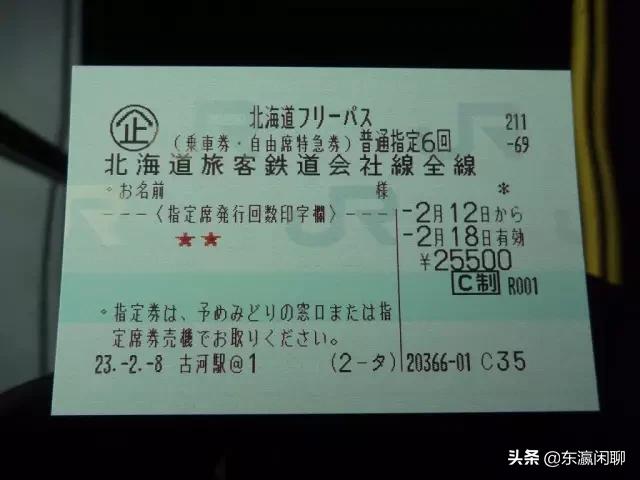 企 北海道フリーパス 211
(乗車券・自由席特急券)普通指定6回 -69
北海道旅客鉄道会社線全線
*お名前 様 *
---〈指定席発行回数印字欄〉---
-2月12日から
★★ -2月18日有効
¥25500
C制 R001
*指定券は、予めみどりの窓口または指
定席券売機でお取りください。
23.-2.-8 古河駅@1 (2-タ) 20366-01 C35
头条 @东瀛闲聊